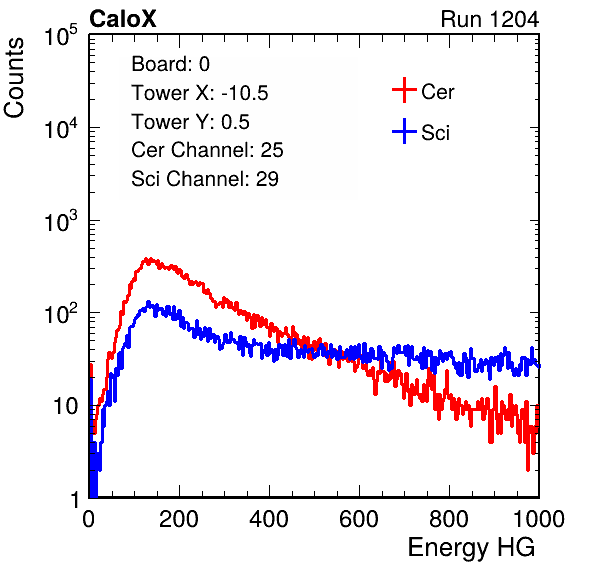 CaloX Run 1204
Counts
10^5
10^4
10^3
10^2
10
1
Board: 0
Tower X: -10.5
Tower Y: 0.5
Cer Channel: 25
Sci Channel: 29
Cer
Sci
0 200 400 600 800 1000
Energy HG